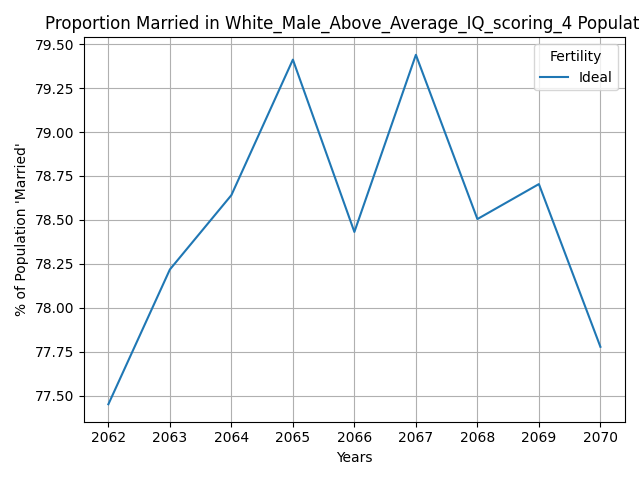 Proportion Married in White_Male_Above_Average_IQ_scoring_4 Populat
Fertility
Ideal
79.50
79.25
79.00
78.75
78.50
78.25
78.00
77.75
77.50
% of Population 'Married'
2062 2063 2064 2065 2066 2067 2068 2069 2070
Years